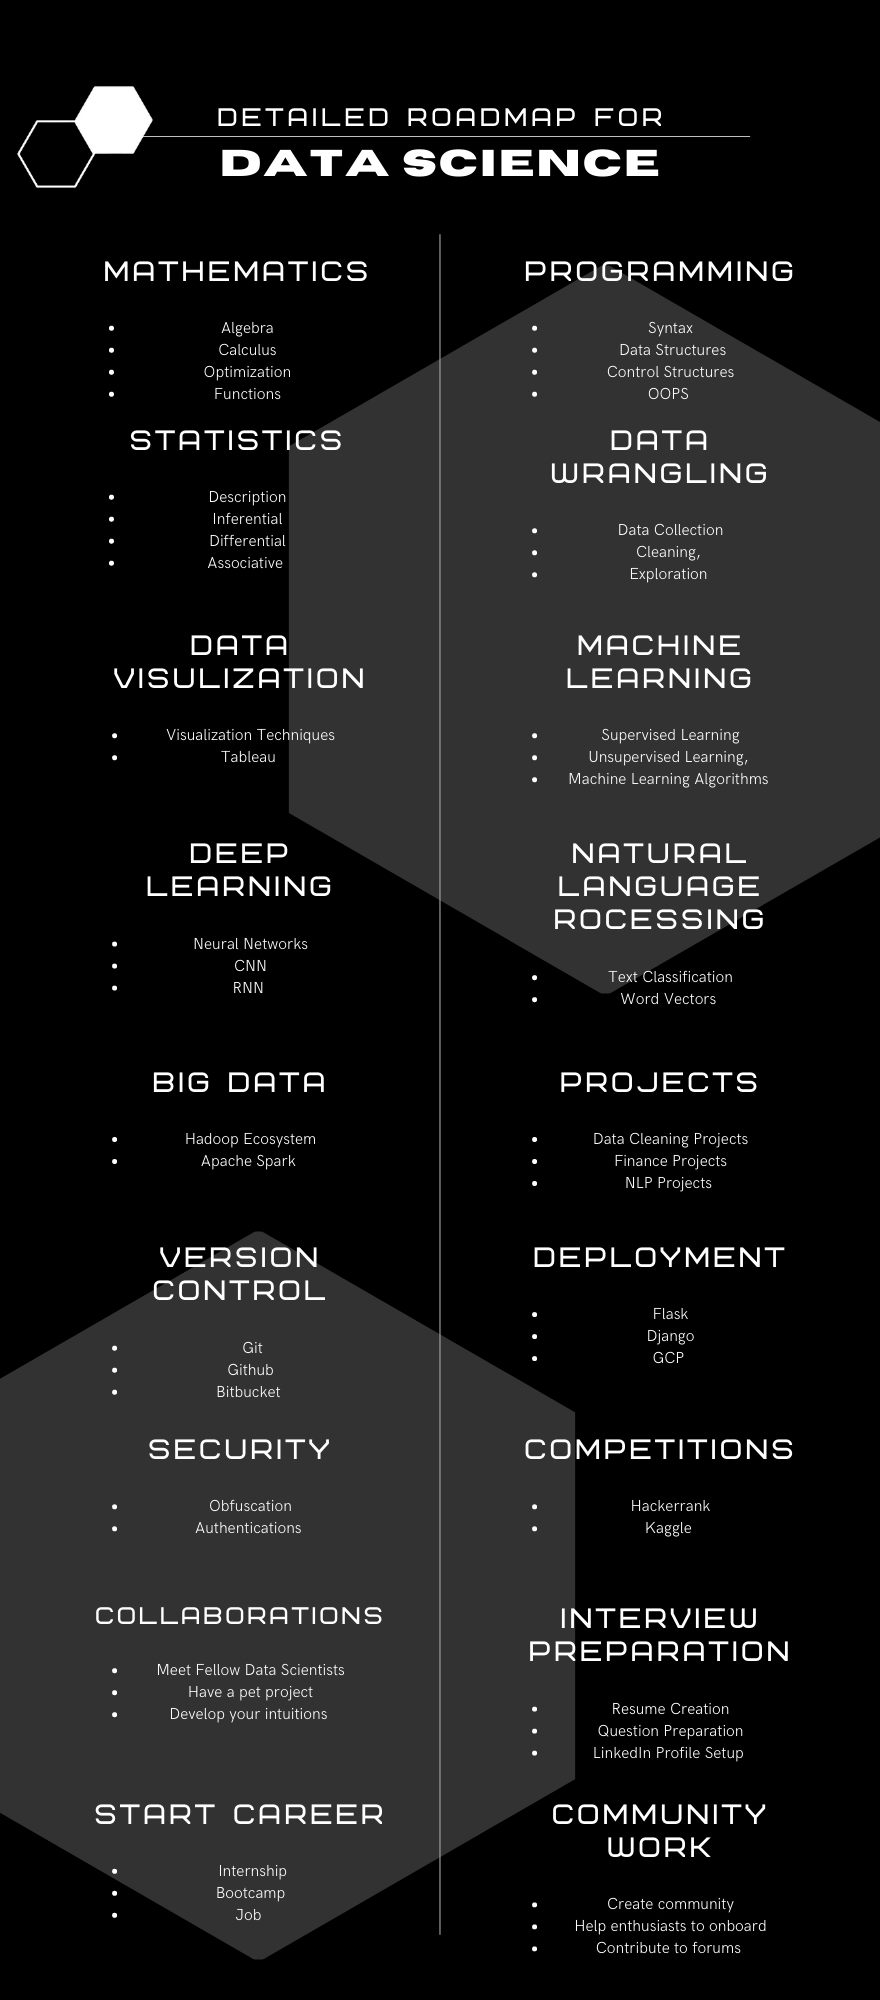 DETAILED ROADMAP FOR
DATA SCIENCE
MATHEMATICS
• Algebra
• Calculus
• Optimization
• Functions
STATISTICS
• Description
• Inferential
• Differential
• Associative
DATA
VISULIZATION
• Visualization Techniques
• Tableau
DEEP
LEARNING
• Neural Networks
• CNN
• RNN
BIG DATA
• Hadoop Ecosystem
• Apache Spark
VERSION
CONTROL
• Git
• Github
• Bitbucket
SECURITY
• Obfuscation
• Authentications
COLLABORATIONS
• Meet Fellow Data Scientists
• Have a pet project
• Develop your intuitions
START CAREER
• Internship
• Bootcamp
• Job
PROGRAMMING
• Syntax
• Data Structures
• Control Structures
• OOPS
DATA
WRANGLING
• Data Collection
• Cleaning,
• Exploration
MACHINE
LEARNING
• Supervised Learning
• Unsupervised Learning,
• Machine Learning Algorithms
NATURAL
LANGUAGE
ROCESSING
• Text Classification
• Word Vectors
PROJECTS
• Data Cleaning Projects
• Finance Projects
• NLP Projects
DEPLOYMENT
• Flask
• Django
• GCP
COMPETITIONS
• Hackerrank
• Kaggle
INTERVIEW
PREPARATION
• Resume Creation
• Question Preparation
• LinkedIn Profile Setup
COMMUNITY
WORK
• Create community
• Help enthusiasts to onboard
• Contribute to forums